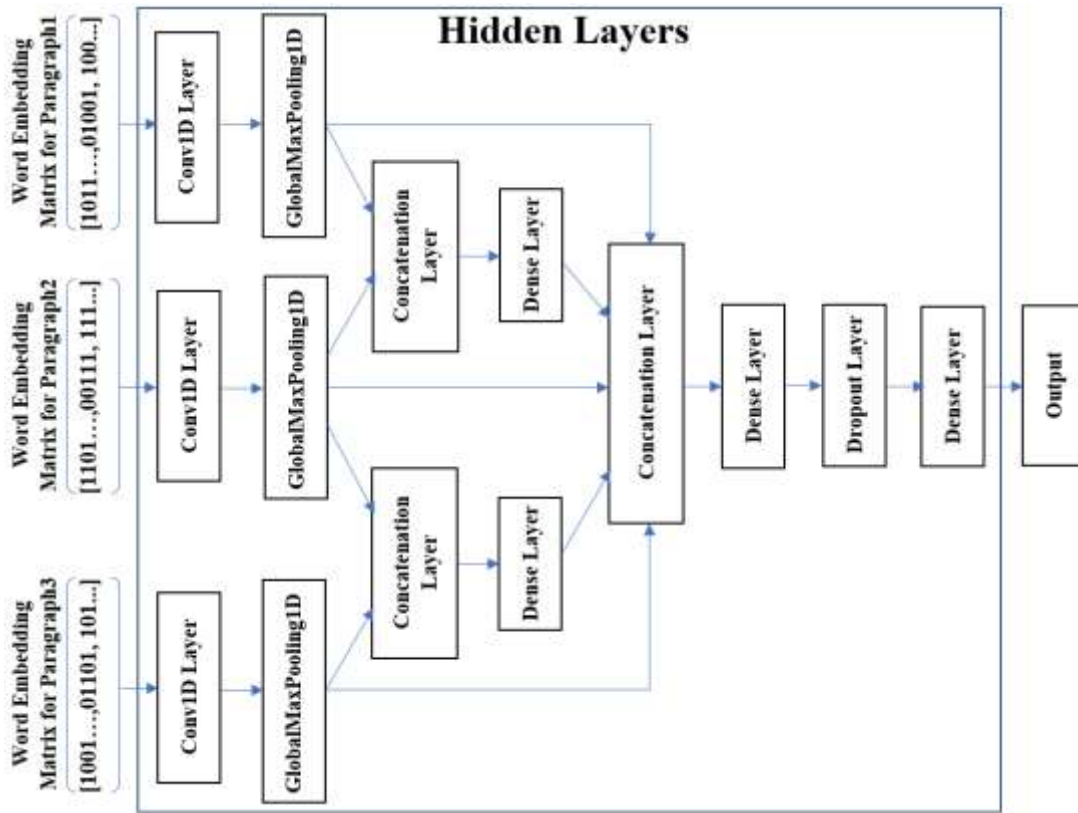 Hidden Layers
Word Embedding
Matrix for Paragraph1
[1011…,01001, 100...]
Conv1D Layer
GlobalMaxPooling1D
Word Embedding
Matrix for Paragraph2
[1101…,00111, 111...]
Conv1D Layer
GlobalMaxPooling1D
Word Embedding
Matrix for Paragraph3
[1001…,01101, 101...]
Conv1D Layer
GlobalMaxPooling1D
Concatenation
Layer
Dense Layer
Concatenation
Layer
Dense Layer
Concatenation Layer
Dense Layer
Dropout Layer
Dense Layer
Output